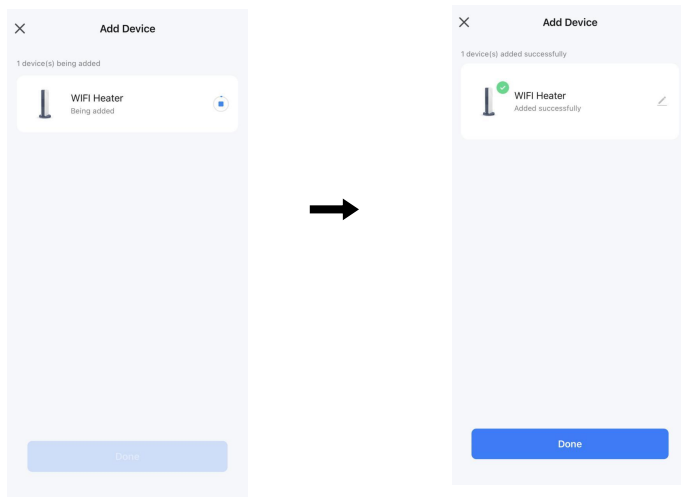 Add Device
1 device(s) being added
WIFI Heater
Being added
Done
Add Device
1 device(s) added successfully
WIFI Heater
Added successfully
Done